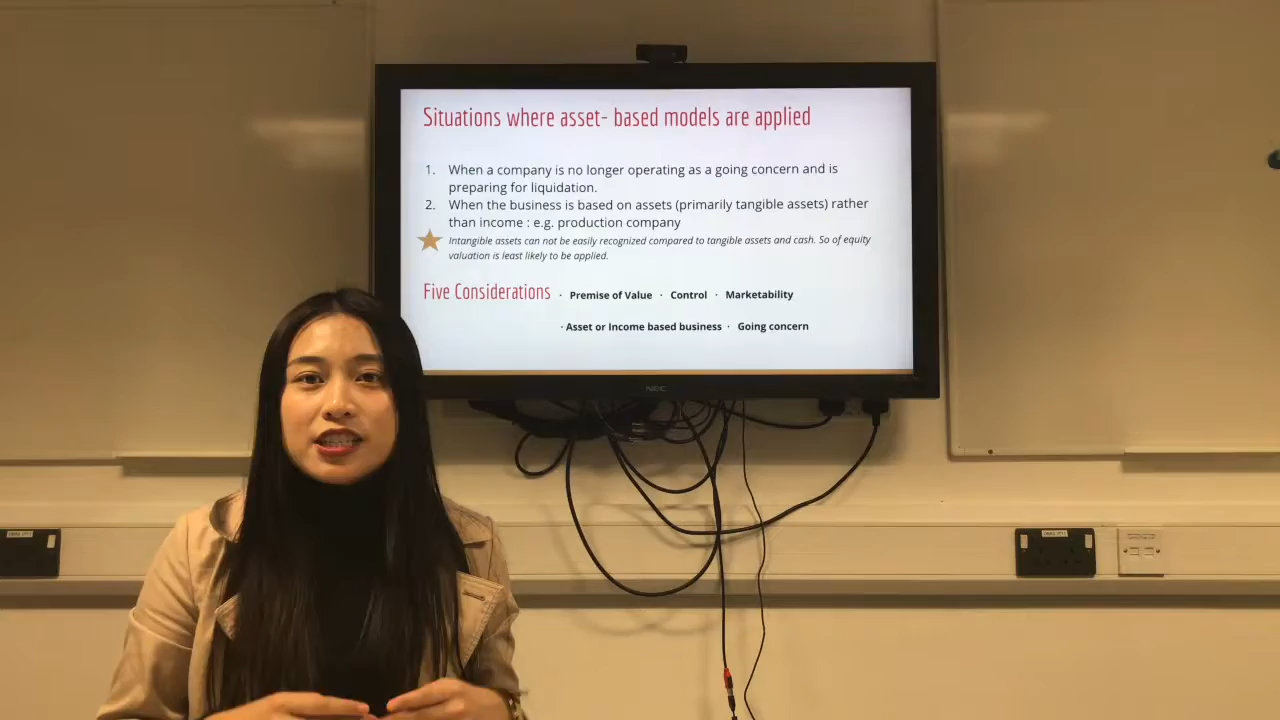 Situations where asset- based models are applied
1. When a company is no longer operating as a going concern and is
preparing for liquidation.
2. When the business is based on assets (primarily tangible assets) rather
than income : e.g. production company
Intangible assets can not be easily recognized compared to tangible assets and cash. So of equity
valuation is least likely to be applied.
Five Considerations · Premise of Value · Control · Marketability
· Asset or Income based business · Going concern
NEC